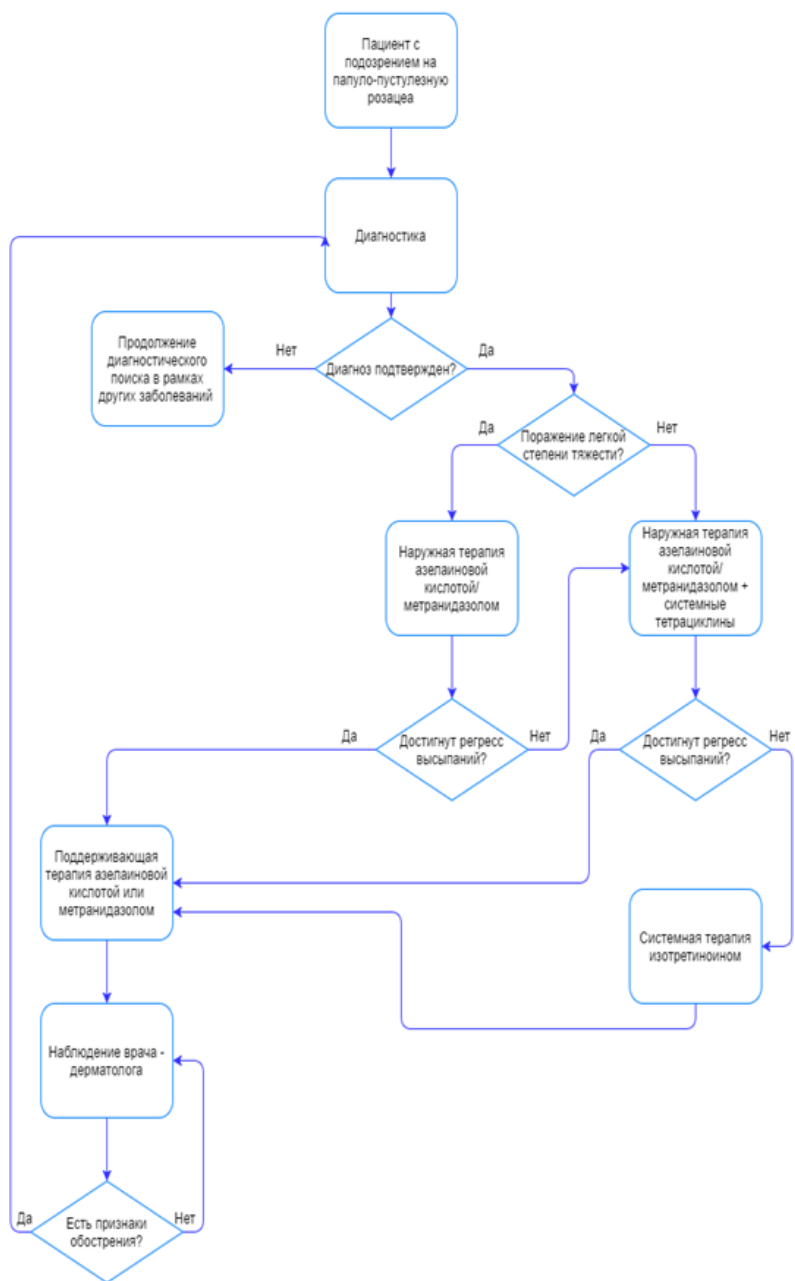 Пациент с
подозрением на
папуло-пустулезную
розацеа
Диагностика
Продолжение
диагностического
поиска в рамках
других заболеваний
Нет
Диагноз подтвержден?
Да
Да
Поражение легкой
степени тяжести?
Нет
Наружная терапия
азелаиновой
кислотой/
метранидазолом
Наружная терапия
азелаиновой
кислотой/
метранидазолом +
системные
тетрациклины
Да
Достигнут регресс
высыпаний?
Нет
Да
Достигнут регресс
высыпаний?
Нет
Поддерживающая
терапия азелаиновой
кислотой или
метранидазолом
Системная терапия
изотретиноином
Наблюдение врача -
дерматолога
Да
Есть признаки
обострения?
Нет